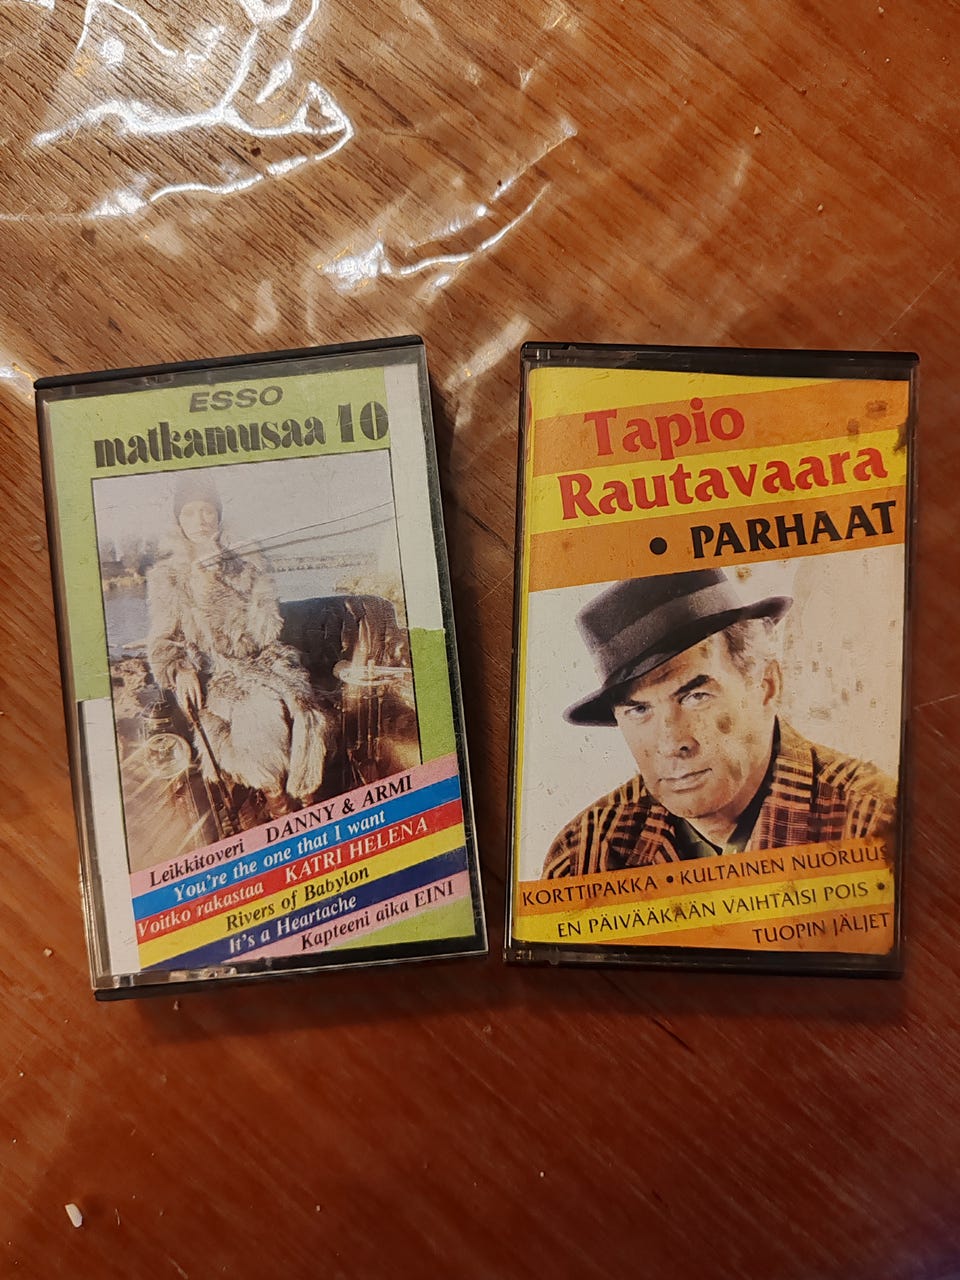 ESSO
matkamusaa 10
Leikkitoveri DANNY & ARMI
You're the one that I want
Voitko rakastaa KATRI HELENA
Rivers of Babylon
It's a Heartache
Kapteeni aika EINI
Tapio
Rautavaara
• PARHAAT
KORTTIPAKKA • KULTAINEN NUORUUS
EN PÄIVÄÄKÄÄN VAIHTAISI POIS •
TUOPIN JÄLJET